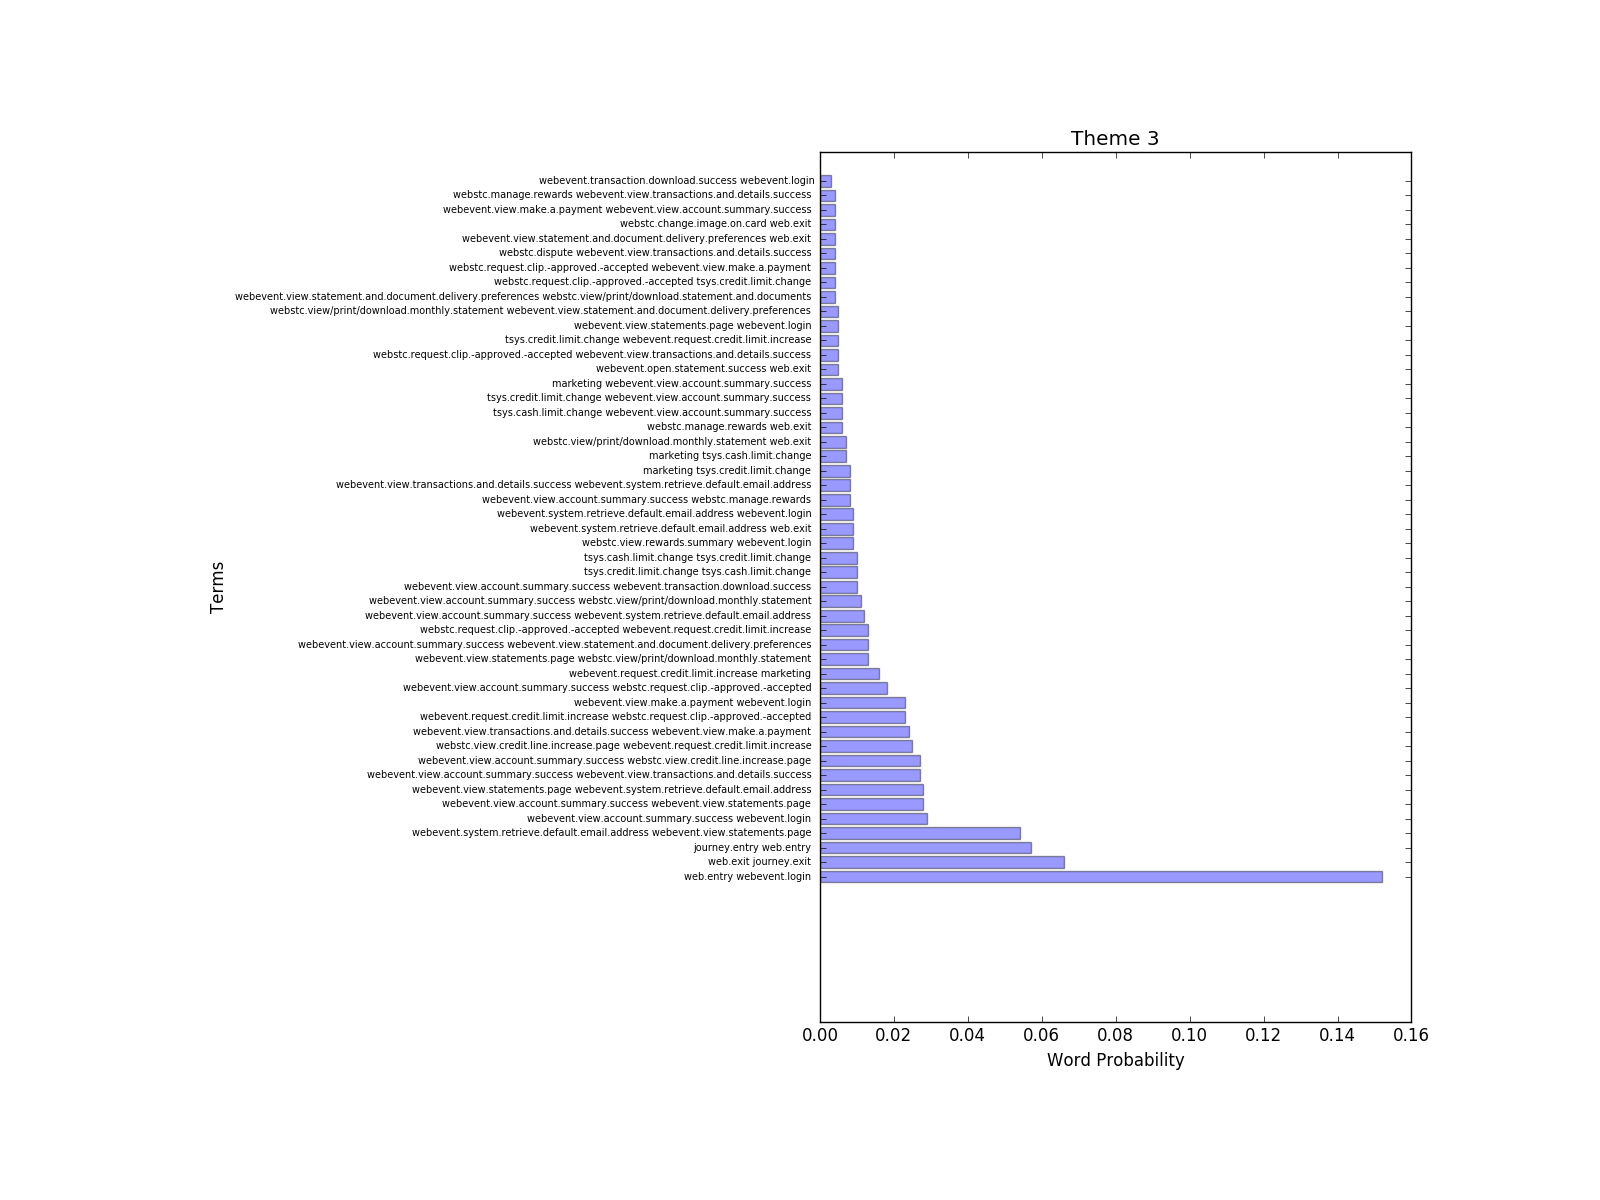 Theme 3
webevent.transaction.download.success webevent.login
webstc.manage.rewards webevent.view.transactions.and.details.success
webevent.view.make.a.payment webevent.view.account.summary.success
webstc.change.image.on.card web.exit
webevent.view.statement.and.document.delivery.preferences web.exit
webstc.dispute webevent.view.transactions.and.details.success
webstc.request.clip.-approved.-accepted webevent.view.make.a.payment
webstc.request.clip.-approved.-accepted tsys.credit.limit.change
webevent.view.statement.and.document.delivery.preferences webstc.view/print/download.statement.and.documents
webstc.view/print/download.monthly.statement webevent.view.statement.and.document.delivery.preferences
webevent.view.statements.page webevent.login
tsys.credit.limit.change webevent.request.credit.limit.increase
webstc.request.clip.-approved.-accepted webevent.view.transactions.and.details.success
webevent.open.statement.success web.exit
marketing webevent.view.account.summary.success
tsys.credit.limit.change webevent.view.account.summary.success
tsys.cash.limit.change webevent.view.account.summary.success
webstc.manage.rewards web.exit
webstc.view/print/download.monthly.statement web.exit
marketing tsys.cash.limit.change
marketing tsys.credit.limit.change
webevent.view.transactions.and.details.success webevent.system.retrieve.default.email.address
webevent.view.account.summary.success webstc.manage.rewards
webevent.system.retrieve.default.email.address webevent.login
webevent.system.retrieve.default.email.address web.exit
webstc.view.rewards.summary webevent.login
tsys.cash.limit.change tsys.credit.limit.change
tsys.credit.limit.change tsys.cash.limit.change
webevent.view.account.summary.success webevent.transaction.download.success
webevent.view.account.summary.success webstc.view/print/download.monthly.statement
webevent.view.account.summary.success webevent.system.retrieve.default.email.address
webstc.request.clip.-approved.-accepted webevent.request.credit.limit.increase
webevent.view.account.summary.success webevent.view.statement.and.document.delivery.preferences
webevent.view.statements.page webstc.view/print/download.monthly.statement
webevent.request.credit.limit.increase marketing
webevent.view.account.summary.success webstc.request.clip.-approved.-accepted
webevent.view.make.a.payment webevent.login
webevent.request.credit.limit.increase webstc.request.clip.-approved.-accepted
webevent.view.transactions.and.details.success webevent.view.make.a.payment
webstc.view.credit.line.increase.page webevent.request.credit.limit.increase
webevent.view.account.summary.success webstc.view.credit.line.increase.page
webevent.view.account.summary.success webevent.view.transactions.and.details.success
webevent.view.statements.page webevent.system.retrieve.default.email.address
webevent.view.account.summary.success webevent.view.statements.page
webevent.view.account.summary.success webevent.login
webevent.system.retrieve.default.email.address webevent.view.statements.page
journey.entry web.entry
web.exit journey.exit
web.entry webevent.login
Terms
0.00 0.02 0.04 0.06 0.08 0.10 0.12 0.14 0.16
Word Probability